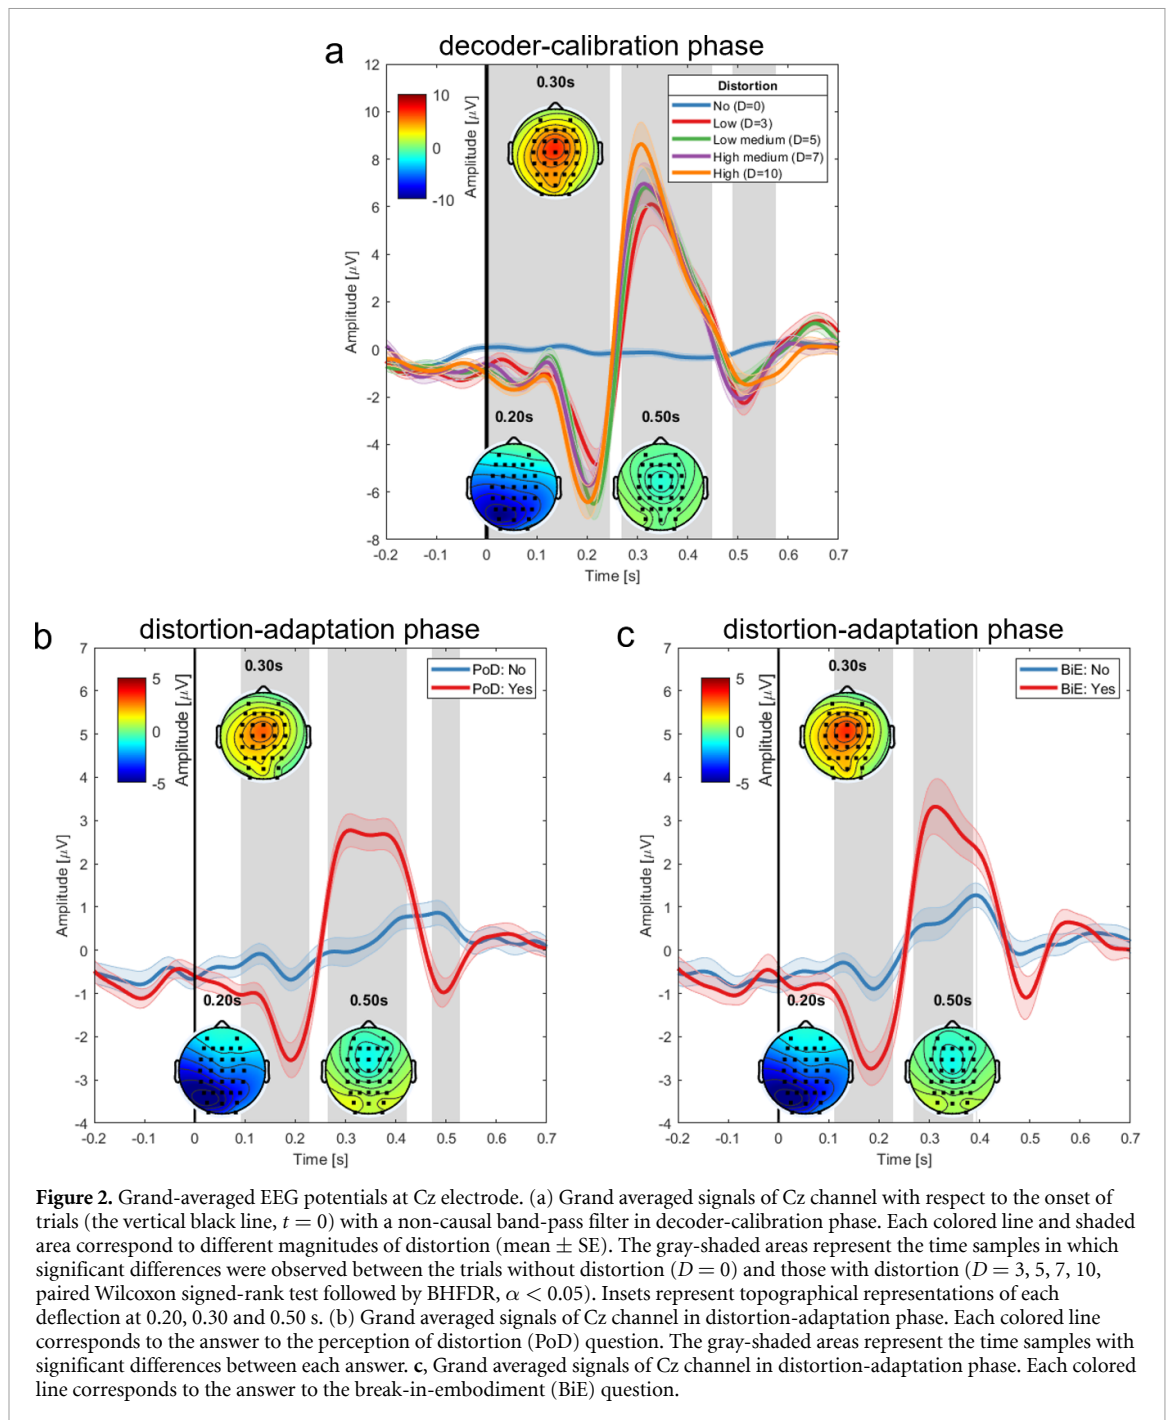 a
decoder-calibration phase
12
10
8
6
4
2
0
-2
-4
-6
-8
Amplitude [μV]
10
0
-10
Amplitude [μV]
0.30s
Distortion
No (D=0)
Low (D=3)
Low medium (D=5)
High medium (D=7)
High (D=10)
0.20s
0.50s
-0.2 -0.1 0 0.1 0.2 0.3 0.4 0.5 0.6 0.7
Time [s]
b
distortion-adaptation phase
7
6
5
4
3
2
1
0
-1
-2
-3
-4
Amplitude [μV]
5
0
-5
Amplitude [μV]
0.30s
PoD: No
PoD: Yes
0.20s
0.50s
-0.2 -0.1 0 0.1 0.2 0.3 0.4 0.5 0.6 0.7
Time [s]
c
distortion-adaptation phase
7
6
5
4
3
2
1
0
-1
-2
-3
-4
Amplitude [μV]
5
0
-5
Amplitude [μV]
0.30s
BiE: No
BiE: Yes
0.20s
0.50s
-0.2 -0.1 0 0.1 0.2 0.3 0.4 0.5 0.6 0.7
Time [s]
Figure 2. Grand-averaged EEG potentials at Cz electrode. (a) Grand averaged signals of Cz channel with respect to the onset of
trials (the vertical black line, t = 0) with a non-causal band-pass filter in decoder-calibration phase. Each colored line and shaded
area correspond to different magnitudes of distortion (mean ± SE). The gray-shaded areas represent the time samples in which
significant differences were observed between the trials without distortion (D = 0) and those with distortion (D = 3, 5, 7, 10,
paired Wilcoxon signed-rank test followed by BHFDR, α < 0.05). Insets represent topographical representations of each
deflection at 0.20, 0.30 and 0.50 s. (b) Grand averaged signals of Cz channel in distortion-adaptation phase. Each colored line
corresponds to the answer to the perception of distortion (PoD) question. The gray-shaded areas represent the time samples with
significant differences between each answer. c, Grand averaged signals of Cz channel in distortion-adaptation phase. Each colored
line corresponds to the answer to the break-in-embodiment (BiE) question.